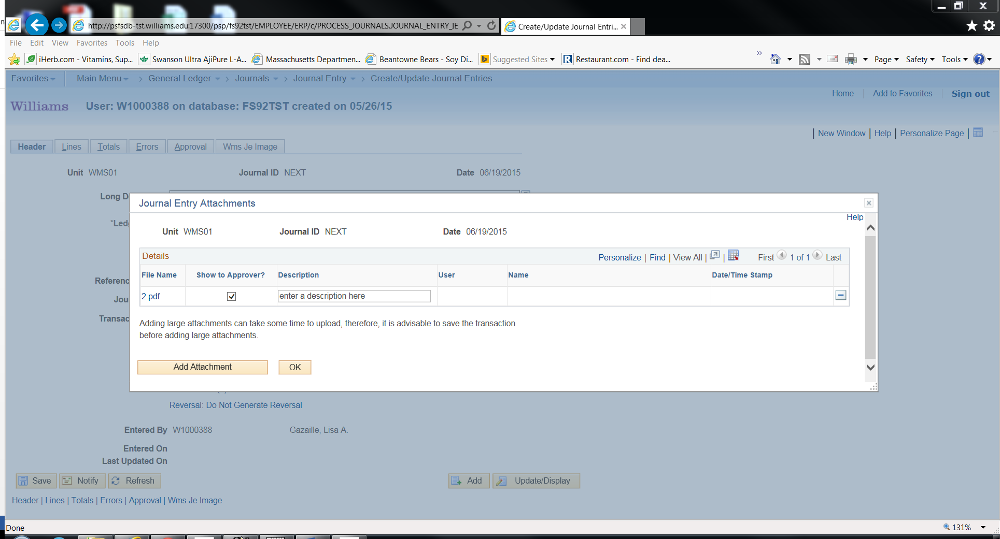 http://psfsdb-tst.williams.edu:17300/psp/fs92tst/EMPLOYEE/ERP/c/PROCESS_JOURNALS.JOURNAL_ENTRY_IE
Create/Update Journal Entri...
File Edit View Favorites Tools Help
iHerb.com - Vitamins, Sup... Swanson Ultra AjiPure L-A... Massachusetts Departmen... Beantowne Bears - Soy Di... Suggested Sites Restaurant.com - Find dea... » Page Safety Tools
Favorites Main Menu > General Ledger > Journals > Journal Entry > Create/Update Journal Entries
Home Add to Favorites Sign out
Williams User: W1000388 on database: FS92TST created on 05/26/15
| New Window | Help | Personalize Page |
Header Lines Totals Errors Approval Wms Je Image
Unit WMS01 Journal ID NEXT Date 06/19/2015
Long D
*Led
Referenc
Jou
Transac
Journal Entry Attachments
Help
Unit WMS01 Journal ID NEXT Date 06/19/2015
Details Personalize | Find | View All | | First 1 of 1 Last
File Name Show to Approver? Description User Name Date/Time Stamp
2.pdf enter a description here
Adding large attachments can take some time to upload, therefore, it is advisable to save the transaction
before adding large attachments.
Add Attachment OK
Reversal: Do Not Generate Reversal
Entered By W1000388 Gazaille, Lisa A.
Entered On
Last Updated On
Save Notify Refresh Add Update/Display
Header | Lines | Totals | Errors | Approval | Wms Je Image
Done 131%